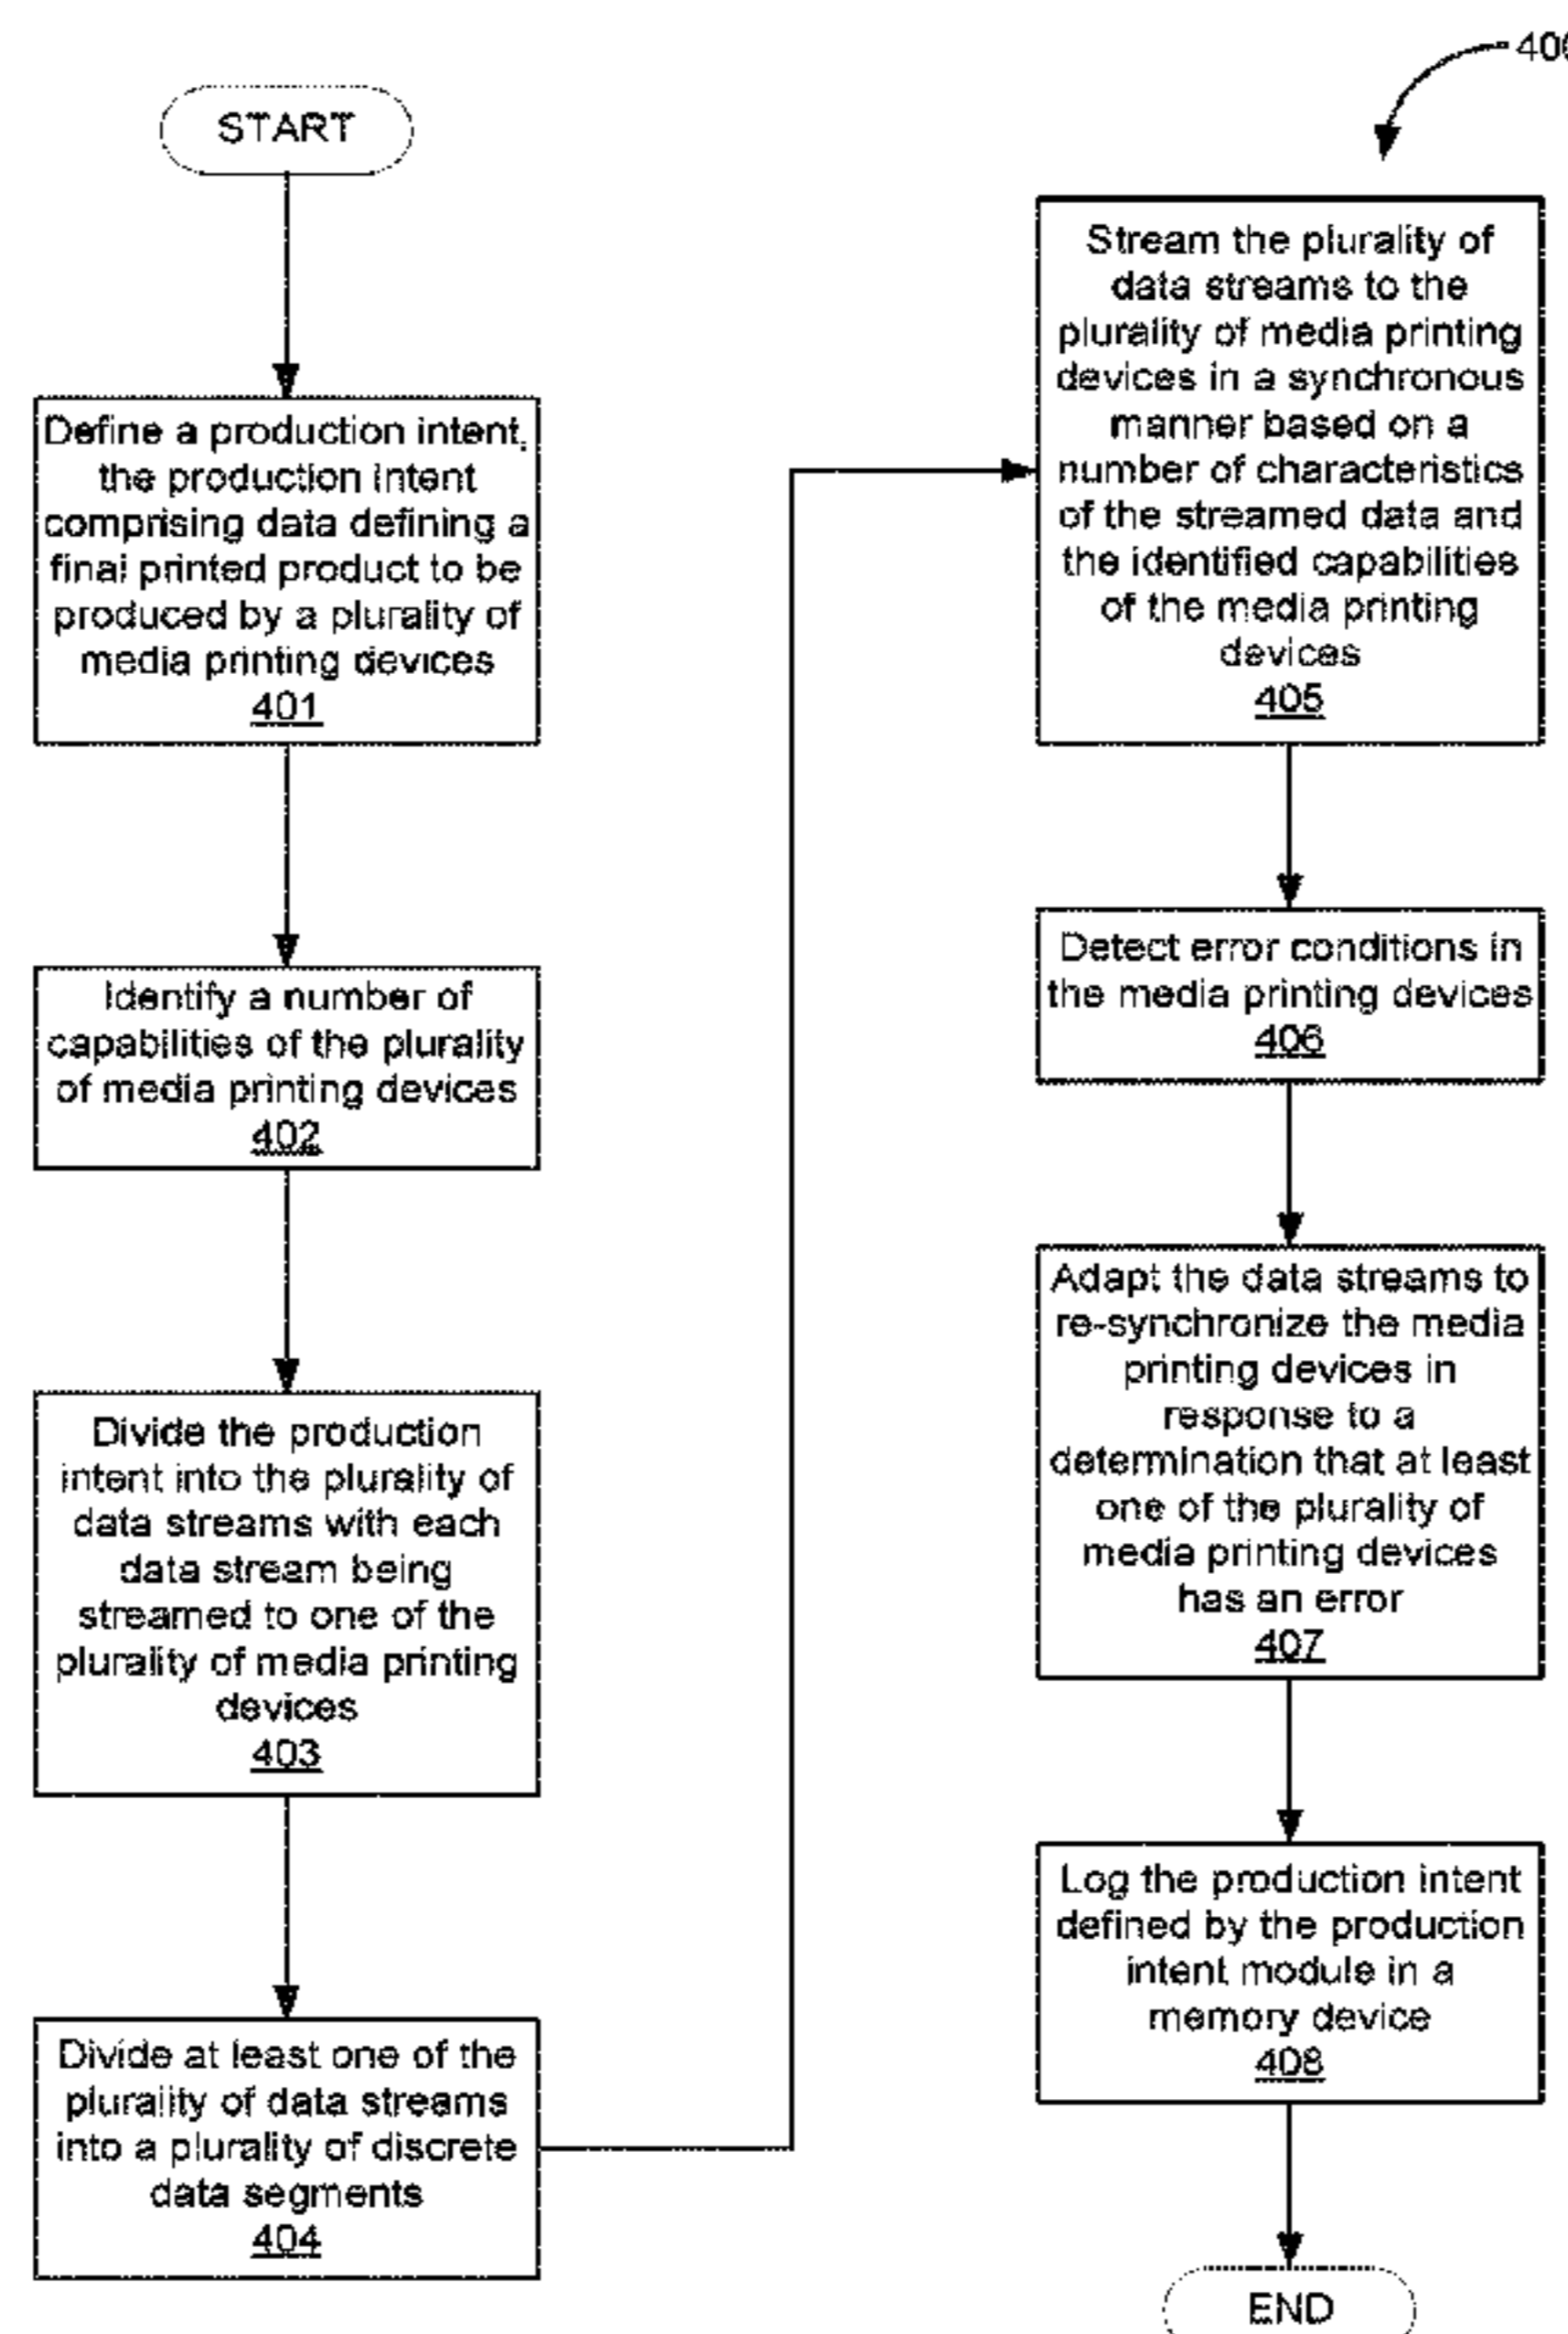 START
Define a production intent,
the production intent
comprising data defining a
final printed product to be
produced by a plurality of
media printing devices
401
Identify a number of
capabilities of the plurality
of media printing devices
402
Divide the production
intent into the plurality of
data streams with each
data stream being
streamed to one of the
plurality of media printing
devices
403
Divide at least one of the
plurality of data streams
into a plurality of discrete
data segments
404
Stream the plurality of
data streams to the
plurality of media printing
devices in a synchronous
manner based on a
number of characteristics
of the streamed data and
the identified capabilities
of the media printing
devices
405
Detect error conditions in
the media printing devices
406
Adapt the data streams to
re-synchronize the media
printing devices in
response to a
determination that at least
one of the plurality of
media printing devices
has an error
407
Log the production intent
defined by the production
intent module in a
memory device
408
END